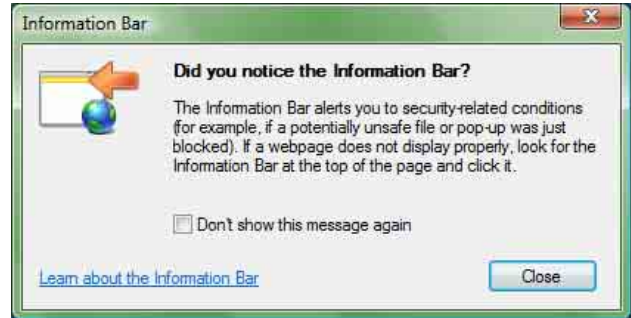 Information Bar
Did you notice the Information Bar?
The Information Bar alerts you to security-related conditions
(for example, if a potentially unsafe file or pop-up was just
blocked). If a webpage does not display properly, look for the
Information Bar at the top of the page and click it.
Don't show this message again
Learn about the Information Bar
Close